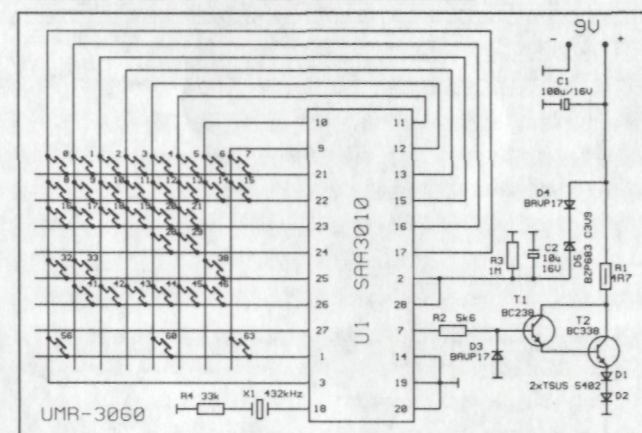 9V
- +
C1
100u/16V
10 11
9 12
0 1 2 3 4 5 6 7
21 13
8 9 10 11 12 13 14 15
22 15
16 17 18 19 20 21
23 16
28 29
24 17
32 33 38
25 2
41 42 43 44 45 46
26 28
27 7
56 60 63
1 14
3 19
18 20
U1 SAA3010
D4
BAVP17
D5
BZP683 C3V9
C2
10u
16V
R3
1M
R1
4R7
T1
BC238
T2
BC338
R2 5k6
D3
BAVP17
D1
2xTSUS 5402
D2
R4 33k X1 432kHz
UMR-3060